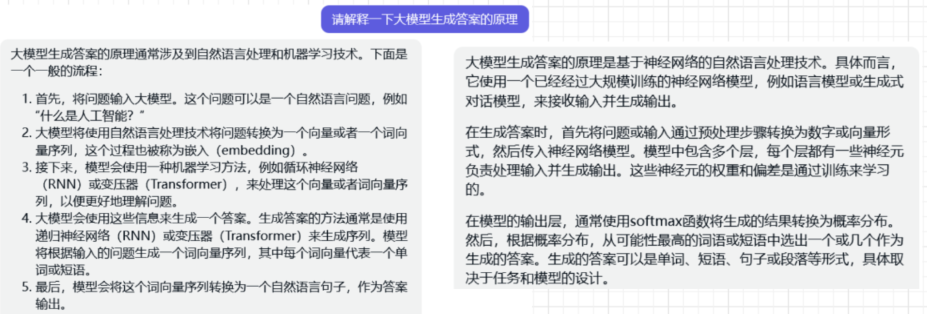 请解释一下大模型生成答案的原理
大模型生成答案的原理通常涉及到自然语言处理和机器学习技术。下面是
一个一般的流程：
1. 首先，将问题输入大模型。这个问题可以是一个自然语言问题，例如
“什么是人工智能？”
2. 大模型将使用自然语言处理技术将问题转换为一个向量或者一个词向
量序列，这个过程也被称为嵌入（embedding）。
3. 接下来，模型会使用一种机器学习方法，例如循环神经网络
（RNN）或变压器（Transformer），来处理这个向量或者词向量序
列，以便更好地理解问题。
4. 大模型会使用这些信息来生成一个答案。生成答案的方法通常是使用
递归神经网络（RNN）或变压器（Transformer）来生成序列。模型
将根据输入的问题生成一个词向量序列，其中每个词向量代表一个单
词或短语。
5. 最后，模型会将这个词向量序列转换为一个自然语言句子，作为答案
输出。
大模型生成答案的原理是基于神经网络的自然语言处理技术。具体而言，
它使用一个已经经过大规模训练的神经网络模型，例如语言模型或生成式
对话模型，来接收输入并生成输出。
在生成答案时，首先将问题或输入通过预处理步骤转换为数字或向量形
式，然后传入神经网络模型。模型中包含多个层，每个层都有一些神经元
负责处理输入并生成输出。这些神经元的权重和偏差是通过训练来学习
的。
在模型的输出层，通常使用softmax函数将生成的结果转换为概率分布。
然后，根据概率分布，从可能性最高的词语或短语中选出一个或几个作为
生成的答案。生成的答案可以是单词、短语、句子或段落等形式，具体取
决于任务和模型的设计。